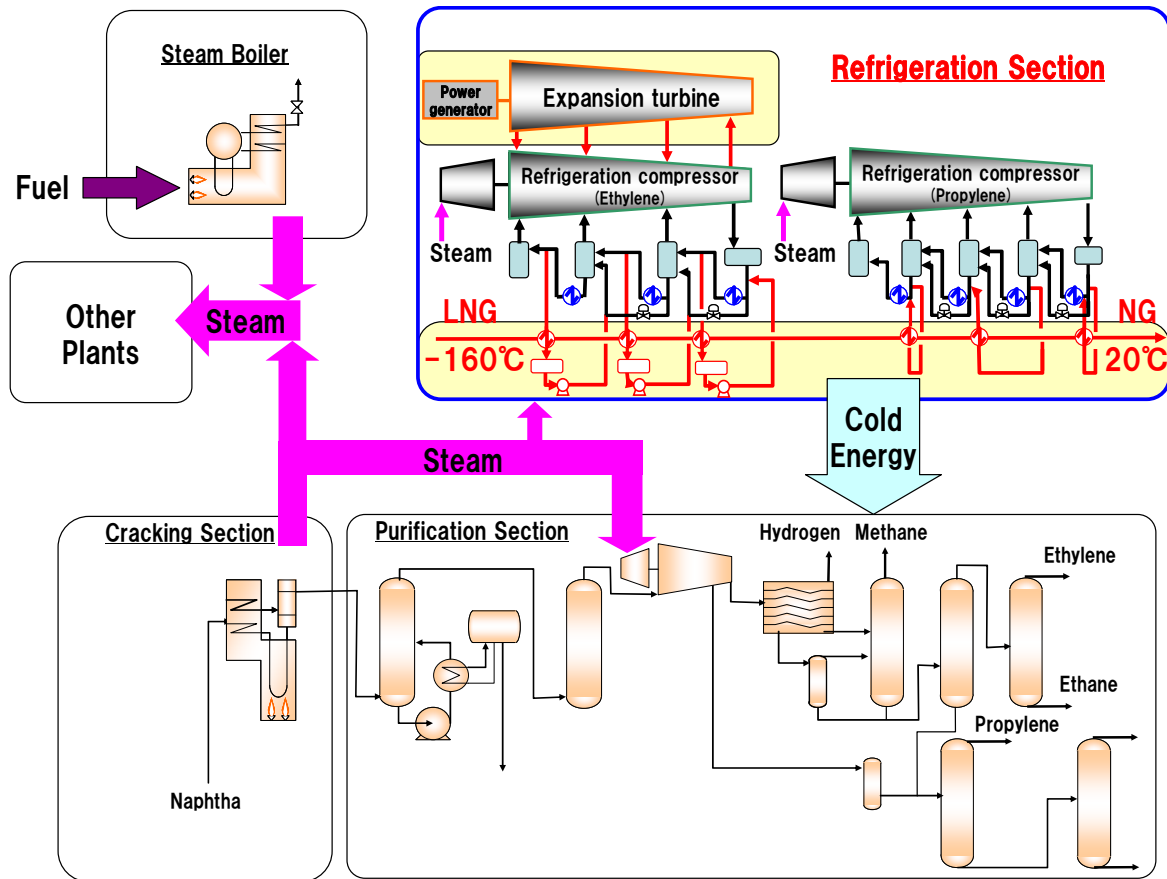 Steam Boiler
Fuel
Steam
Other
Plants
Refrigeration Section
Power
generator
Expansion turbine
Refrigeration compressor
(Ethylene)
Refrigeration compressor
(Propylene)
Steam
Steam
LNG
NG
-160℃
20℃
Cold
Energy
Steam
Cracking Section
Naphtha
Purification Section
Hydrogen
Methane
Ethylene
Ethane
Propylene